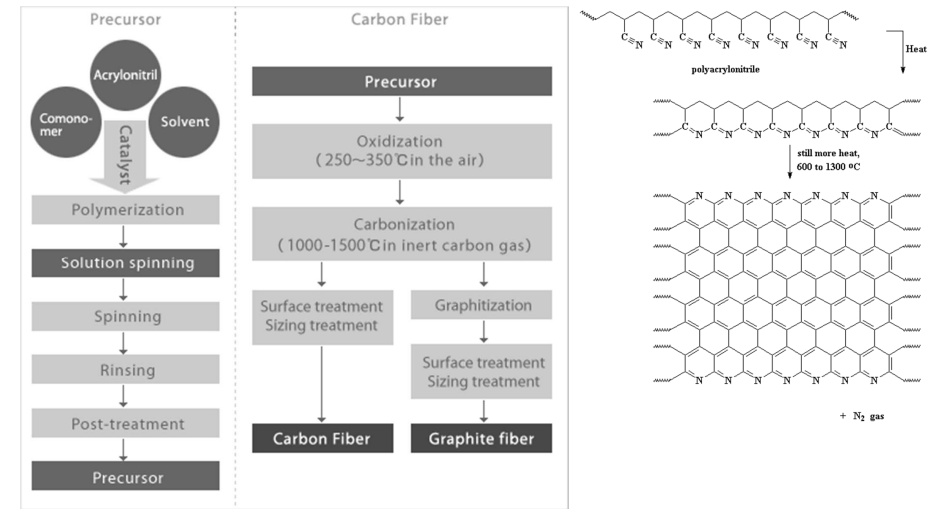 Precursor
Acrylonitril
Comono-
mer
Solvent
Catalyst
Polymerization
Solution spinning
Spinning
Rinsing
Post-treatment
Precursor
Carbon Fiber
Precursor
Oxidization
(250~350℃in the air)
Carbonization
(1000-1500℃in inert carbon gas)
Surface treatment
Sizing treatment
Graphitization
Surface treatment
Sizing treatment
Carbon Fiber
Graphite fiber
C≡N C≡N C≡N C≡N C≡N C≡N C≡N C≡N
polyacrylonitrile
Heat
C N C N C N C N C N C N C N C
still more heat,
600 to 1300 ºC
N N N N N N N
N N N N N N N
+ N₂ gas